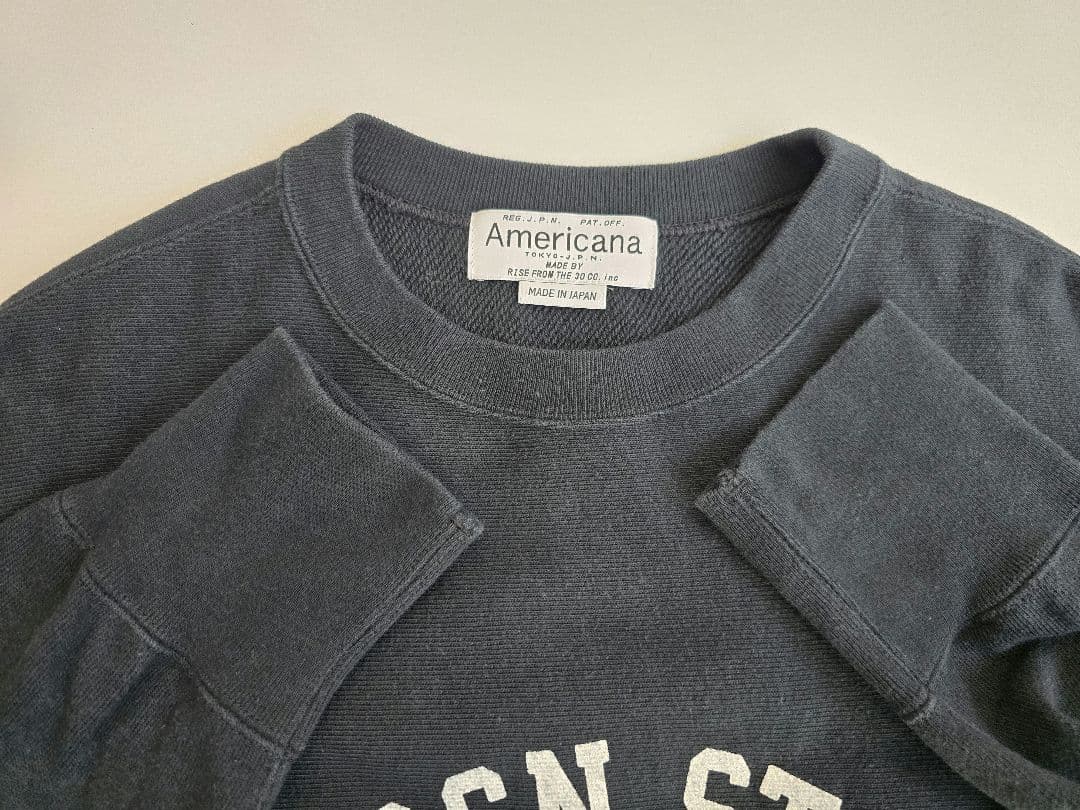 REG.J.P.N. PAT.OFF.
Americana
TOKYO-J.P.N.
MADE BY
RISE FROM THE 30 CO. inc
MADE IN JAPAN